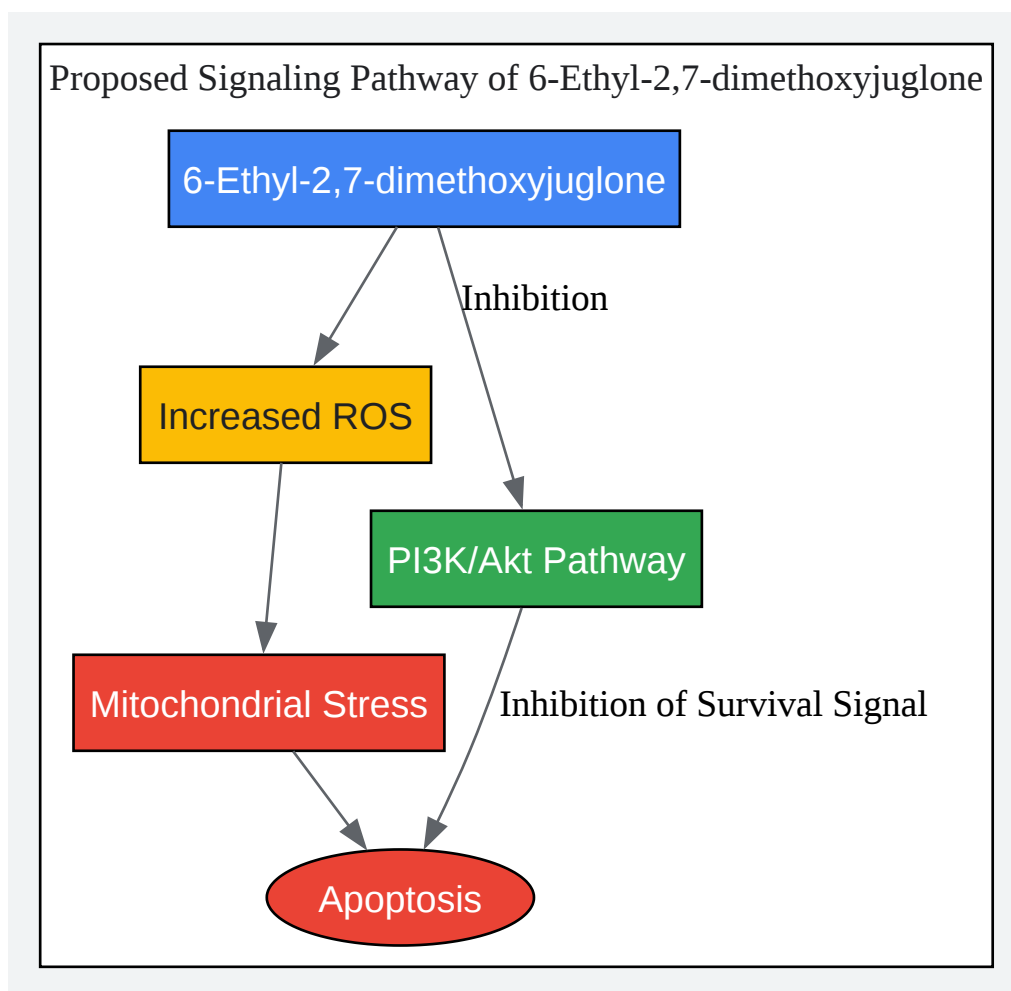 Proposed Signaling Pathway of 6-Ethyl-2,7-dimethoxyjuglone
6-Ethyl-2,7-dimethoxyjuglone
Inhibition
Increased ROS
PI3K/Akt Pathway
Mitochondrial Stress
Inhibition of Survival Signal
Apoptosis